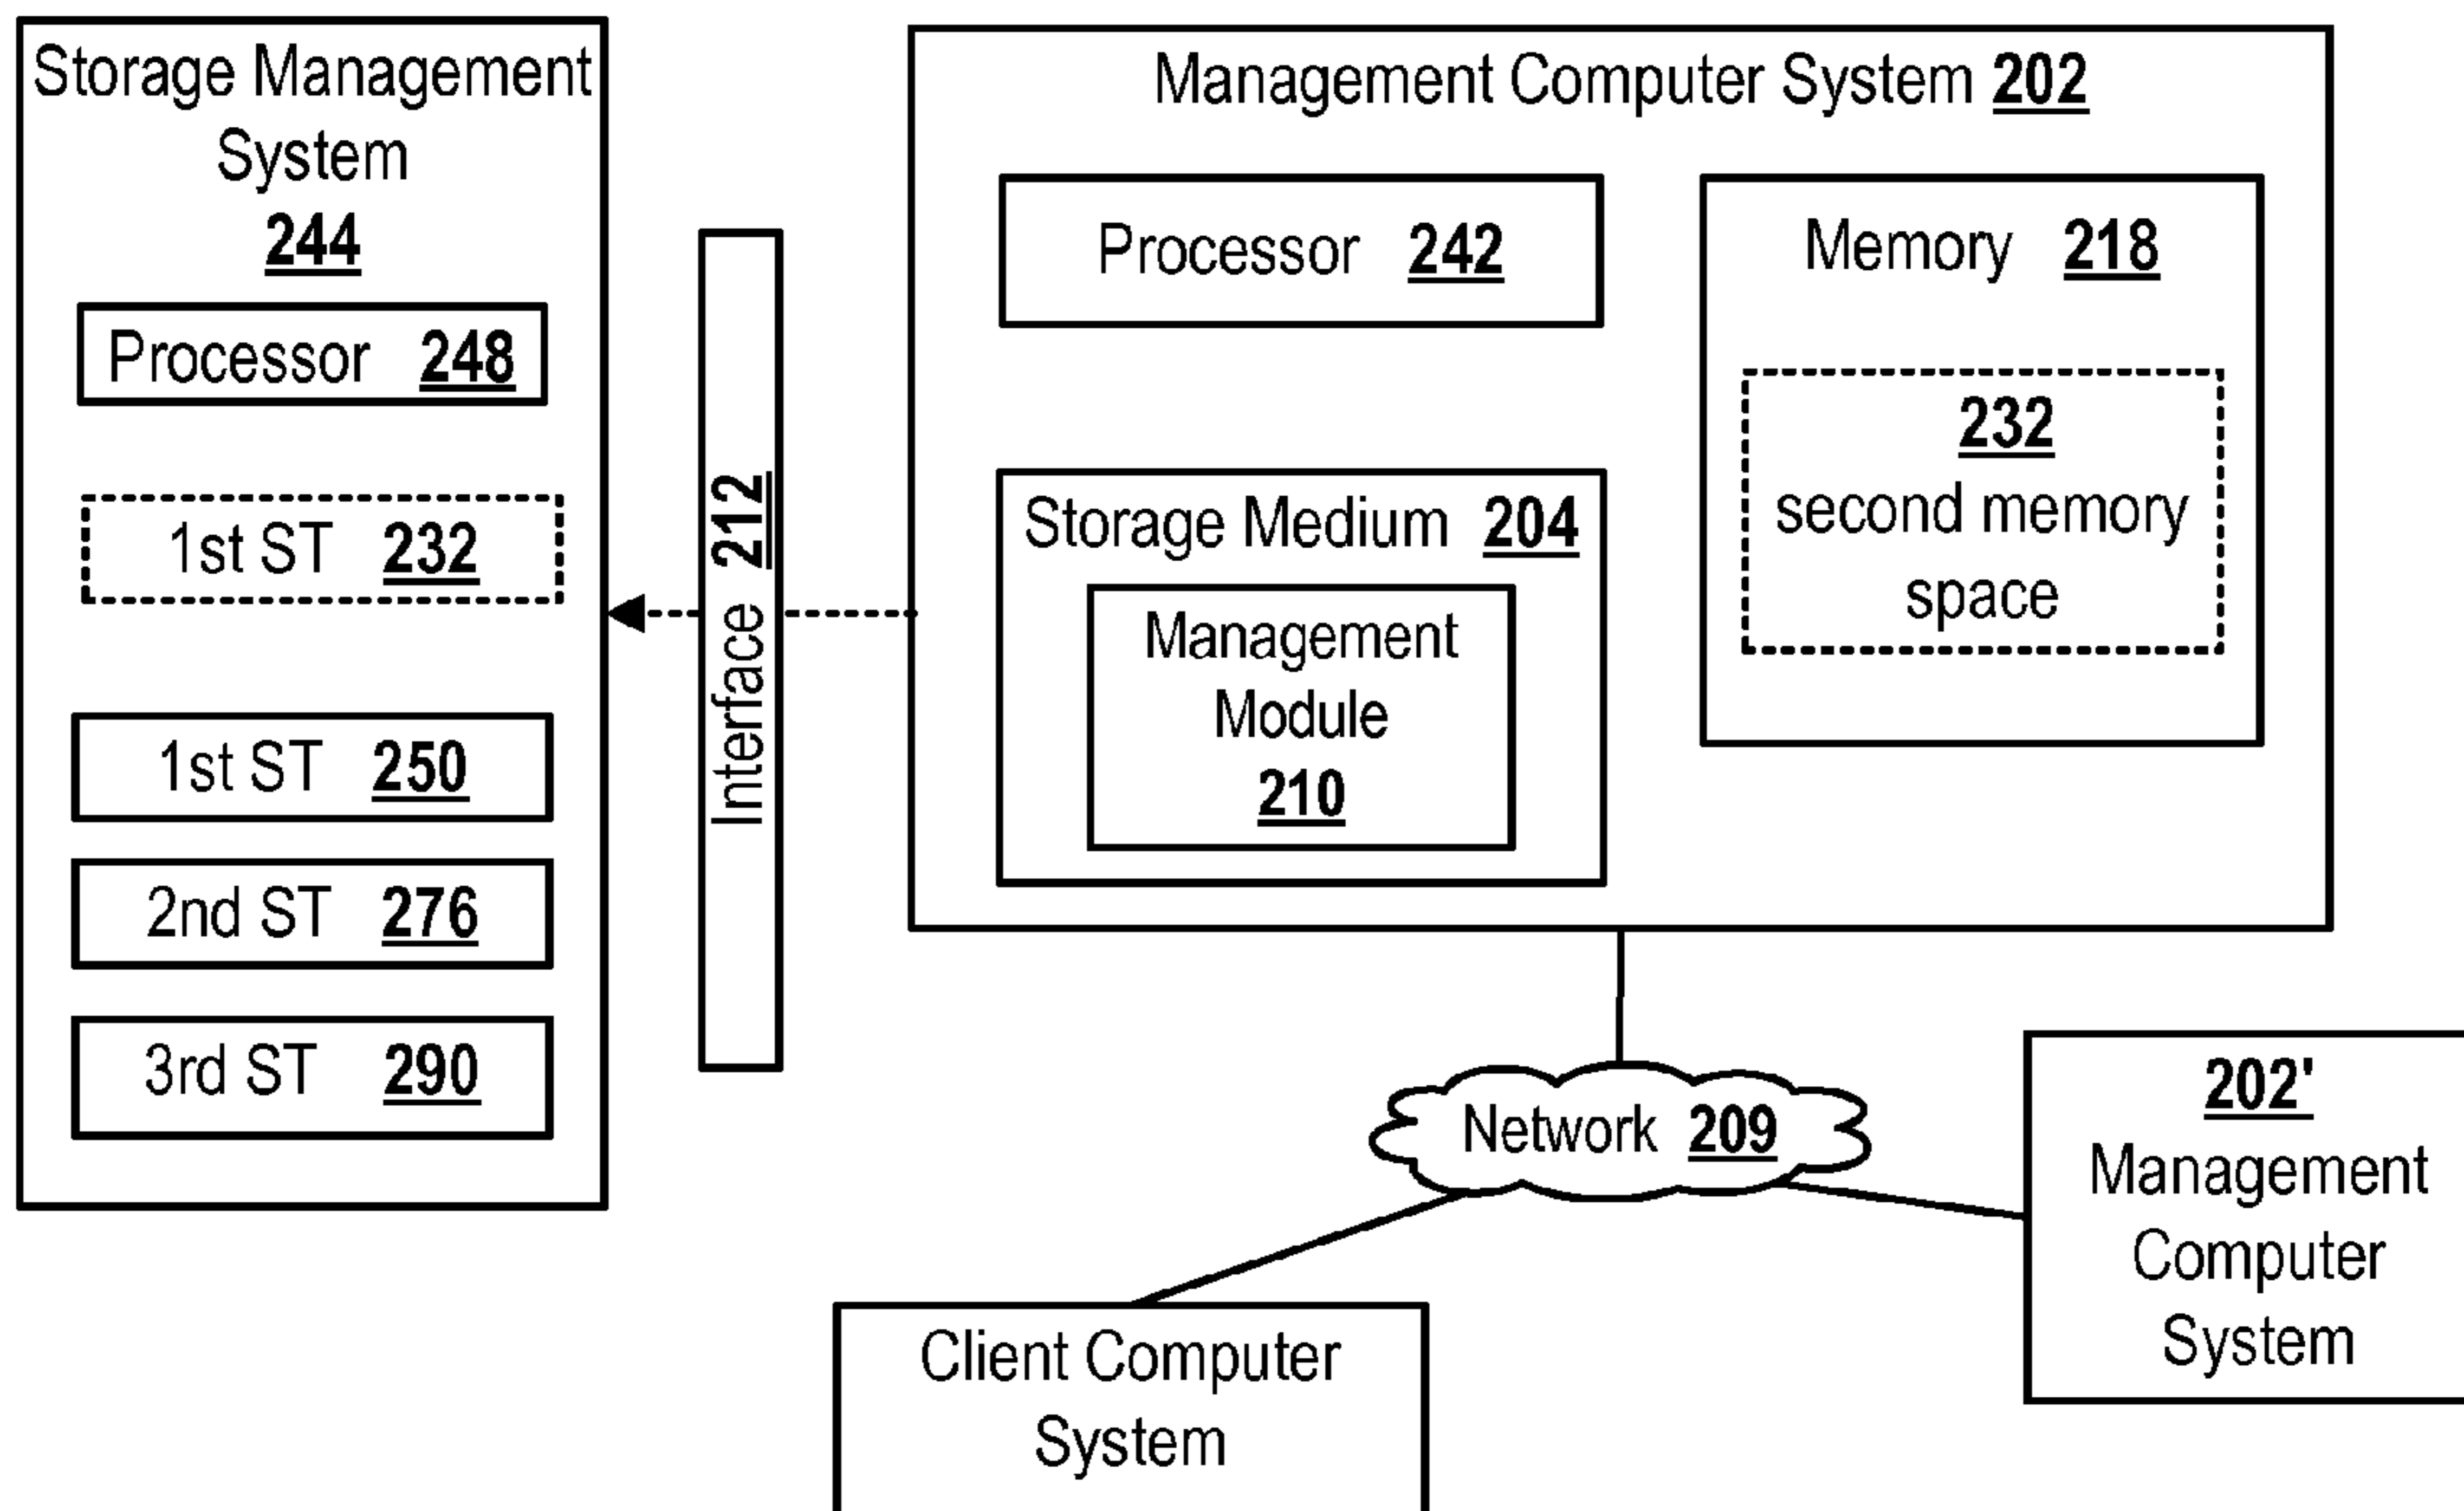 Storage Management
System
244
Processor 248
1st ST 232
1st ST 250
2nd ST 276
3rd ST 290
Interface 212
Management Computer System 202
Processor 242
Memory 218
232
second memory
space
Storage Medium 204
Management
Module
210
Network 209
202'
Management
Computer
System
Client Computer
System